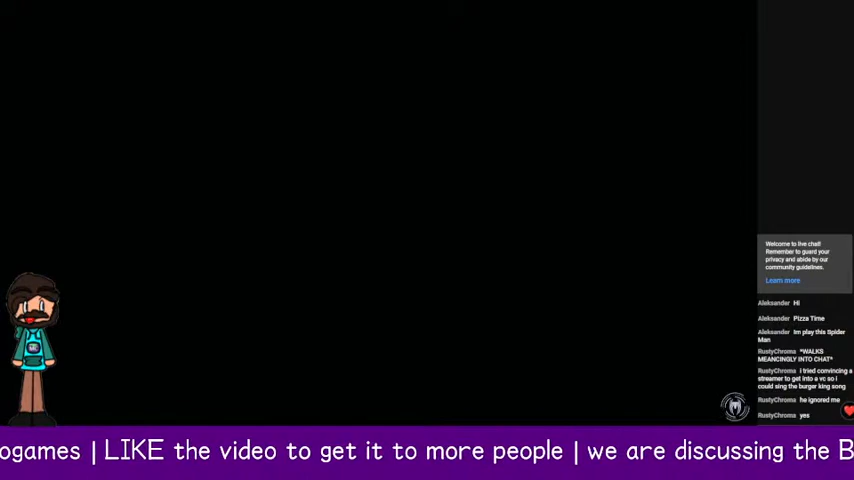 Welcome to live chat!
Remember to guard your
privacy and abide by our
community guidelines.
Learn more
Aleksander Hi
Aleksander Pizza Time
Aleksander Im play this Spider
Man
RustyChroma *WALKS
MEANCINGLY INTO CHAT*
RustyChroma I tried convincing a
streamer to get into a vc so I
could sing the burger king song
RustyChroma he ignored me
RustyChroma yes
ogames | LIKE the video to get it to more people | we are discussing the B